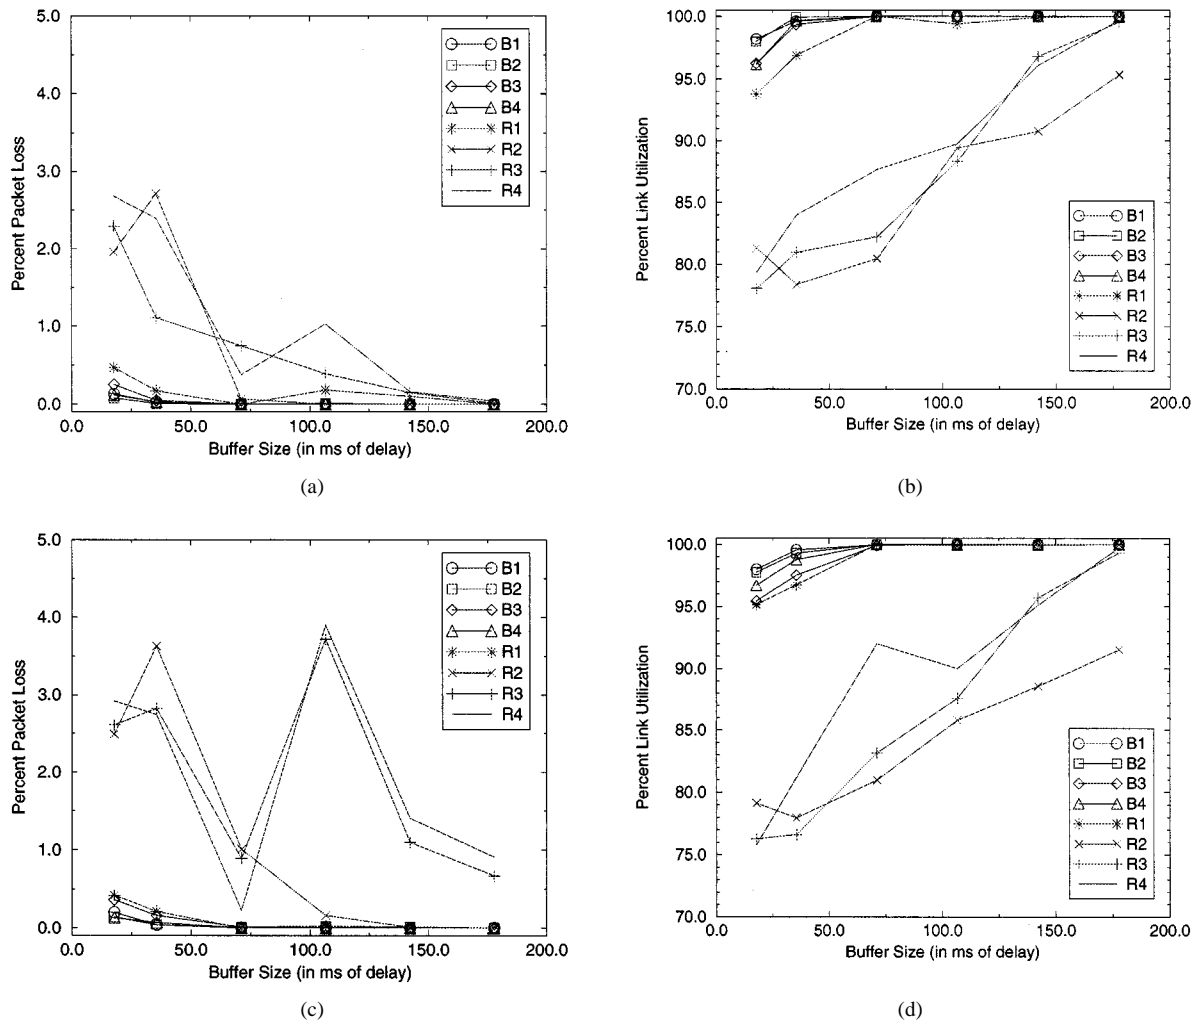 5.0
4.0
3.0
2.0
1.0
0.0
Percent Packet Loss
B1
B2
B3
B4
R1
R2
R3
R4
0.0 50.0 100.0 150.0 200.0
Buffer Size (in ms of delay)
(a)
100.0
95.0
90.0
85.0
80.0
75.0
70.0
Percent Link Utilization
B1
B2
B3
B4
R1
R2
R3
R4
0.0 50.0 100.0 150.0 200.0
Buffer Size (in ms of delay)
(b)
5.0
4.0
3.0
2.0
1.0
0.0
Percent Packet Loss
B1
B2
B3
B4
R1
R2
R3
R4
0.0 50.0 100.0 150.0 200.0
Buffer Size (in ms of delay)
(c)
100.0
95.0
90.0
85.0
80.0
75.0
70.0
Percent Link Utilization
B1
B2
B3
B4
R1
R2
R3
R4
0.0 50.0 100.0 150.0 200.0
Buffer Size (in ms of delay)
(d)